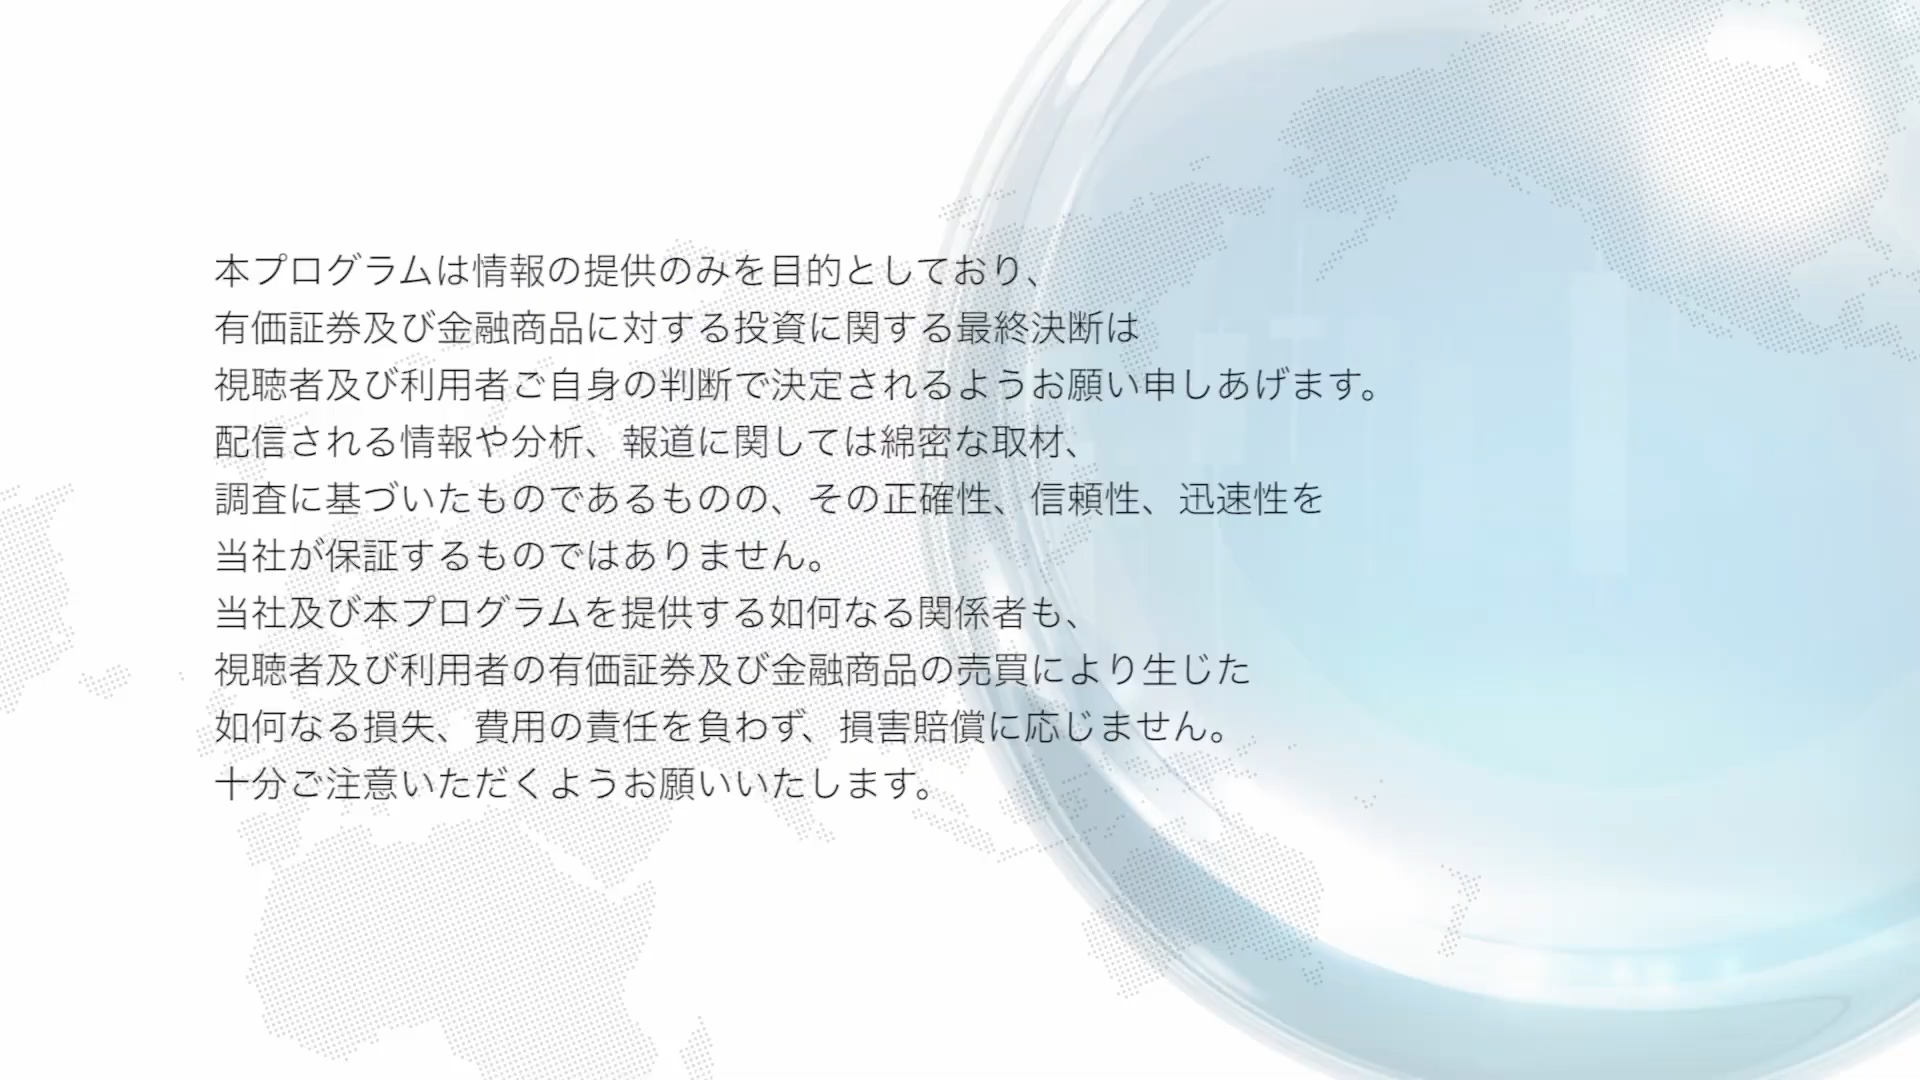 本プログラムは情報の提供のみを目的としており、
有価証券及び金融商品に対する投資に関する最終決断は
視聴者及び利用者ご自身の判断で決定されるようお願い申しあげます。
配信される情報や分析、報道に関しては綿密な取材、
調査に基づいたものであるものの、その正確性、信頼性、迅速性を
当社が保証するものではありません。
当社及び本プログラムを提供する如何なる関係者も、
視聴者及び利用者の有価証券及び金融商品の売買により生じた
如何なる損失、費用の責任を負わず、損害賠償に応じません。
十分ご注意いただくようお願いいたします。